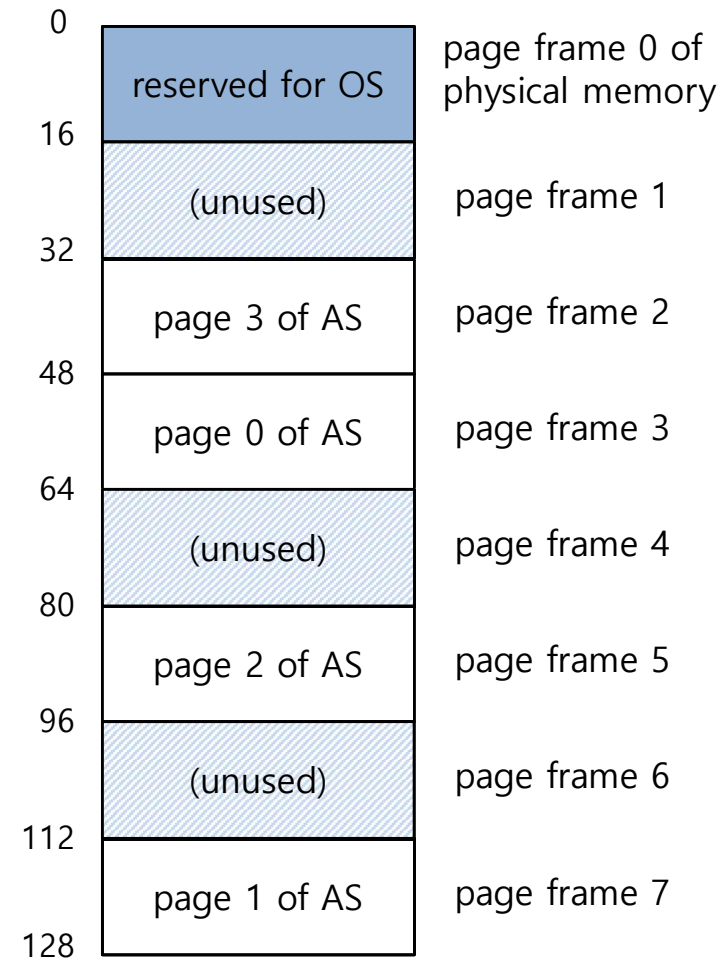 0
reserved for OS
page frame 0 of
physical memory
16
(unused)
page frame 1
32
page 3 of AS
page frame 2
48
page 0 of AS
page frame 3
64
(unused)
page frame 4
80
page 2 of AS
page frame 5
96
(unused)
page frame 6
112
page 1 of AS
page frame 7
128